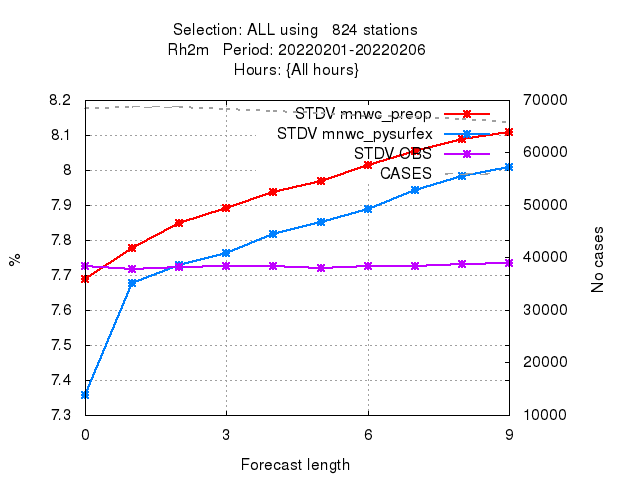 Selection: ALL using   824 stations
Rh2m   Period: 20220201-20220206
Hours: {All hours}
8.2
8.1
8
7.9
7.8
7.7
7.6
7.5
7.4
7.3
%
STDV mnwc_preop
STDV mnwc_pysurfex
STDV OBS
CASES
70000
60000
50000
40000
30000
20000
10000
No cases
0
3
6
9
Forecast length